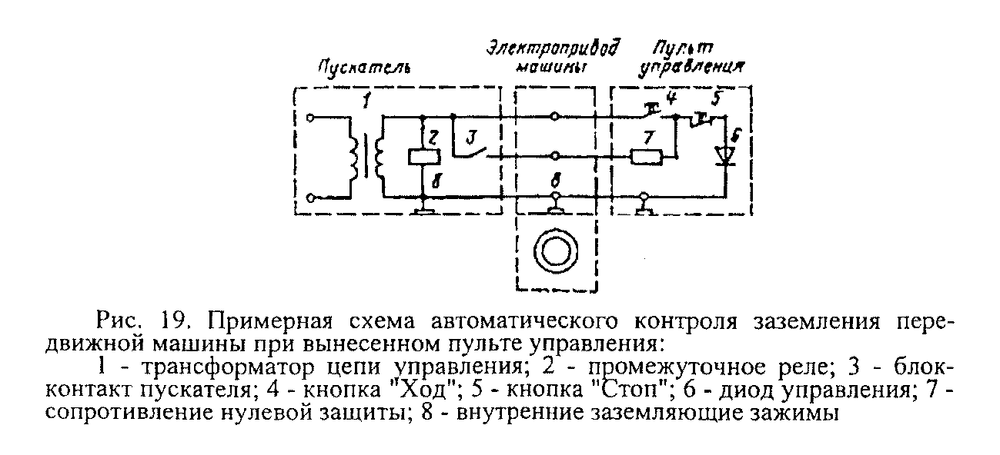 Электропривод
машины
Пульт
управления
Пускатель
1
2
3
4
5
6
7
8
8
Рис. 19. Примерная схема автоматического контроля заземления пере-
движной машины при вынесенном пульте управления:
1 - трансформатор цепи управления; 2 - промежуточное реле; 3 - блок-
контакт пускателя; 4 - кнопка "Ход"; 5 - кнопка "Стоп"; 6 - диод управления; 7 -
сопротивление нулевой защиты; 8 - внутренние заземляющие зажимы